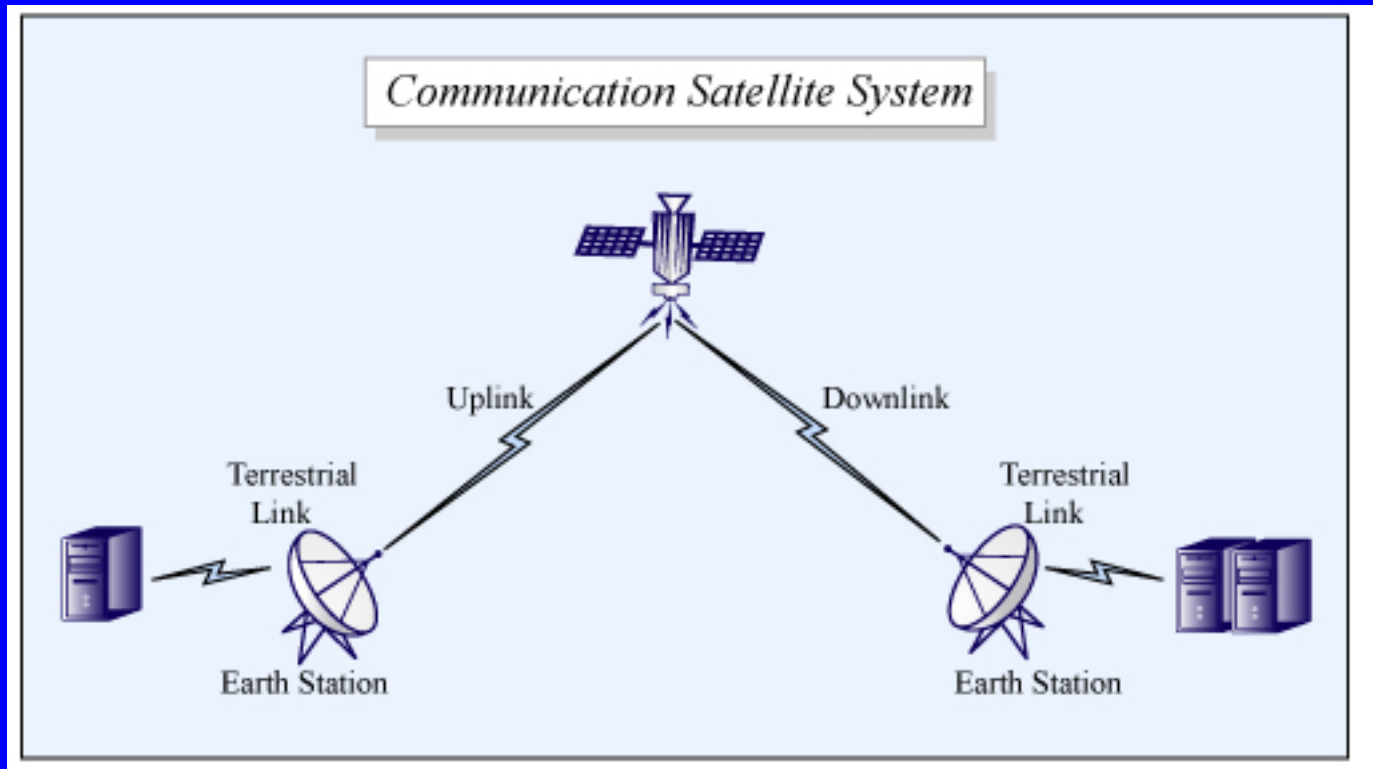 Communication Satellite System
Uplink
Downlink
Terrestrial
Link
Terrestrial
Link
Earth Station
Earth Station